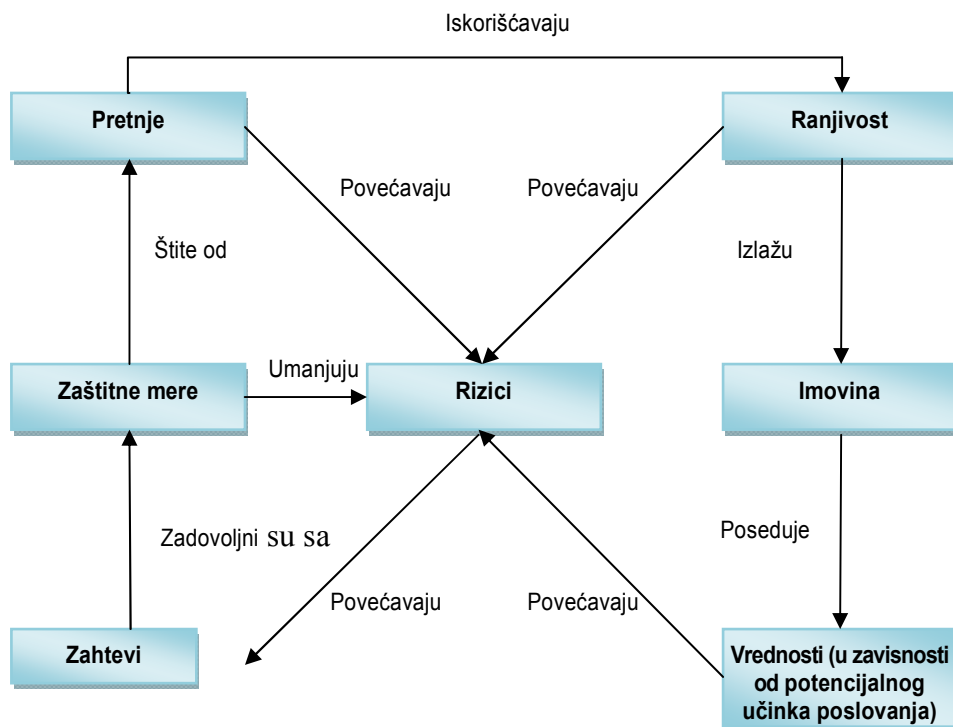 Iskorišćavaju
Pretnje
Ranjivost
Povećavaju
Povećavaju
Štite od
Izlažu
Umanjuju
Zaštitne mere
Rizici
Imovina
Zadovoljni su sa
Poseduje
Povećavaju
Povećavaju
Zahtevi
Vrednosti (u zavisnosti
od potencijalnog
učinka poslovanja)